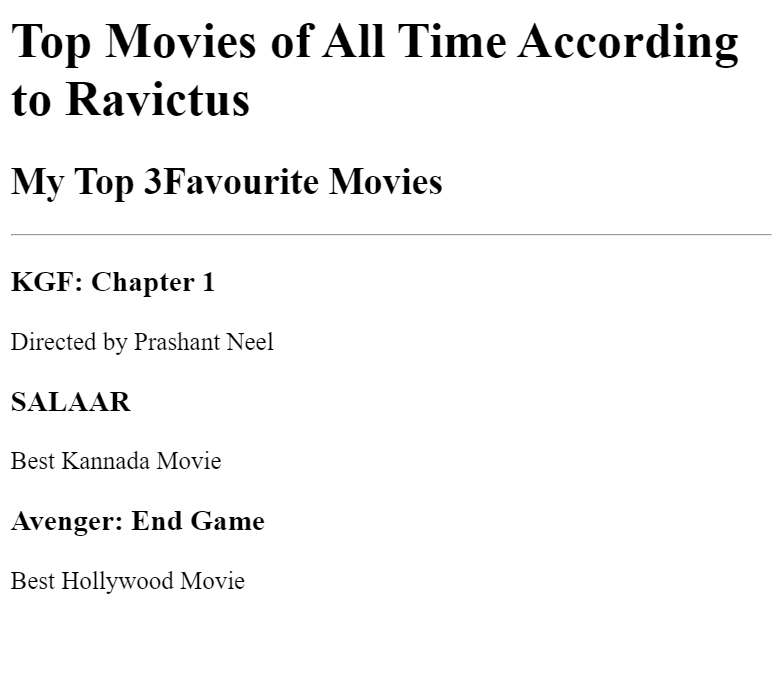 Top Movies of All Time According
to Ravictus
My Top 3Favourite Movies
KGF: Chapter 1
Directed by Prashant Neel
SALAAR
Best Kannada Movie
Avenger: End Game
Best Hollywood Movie